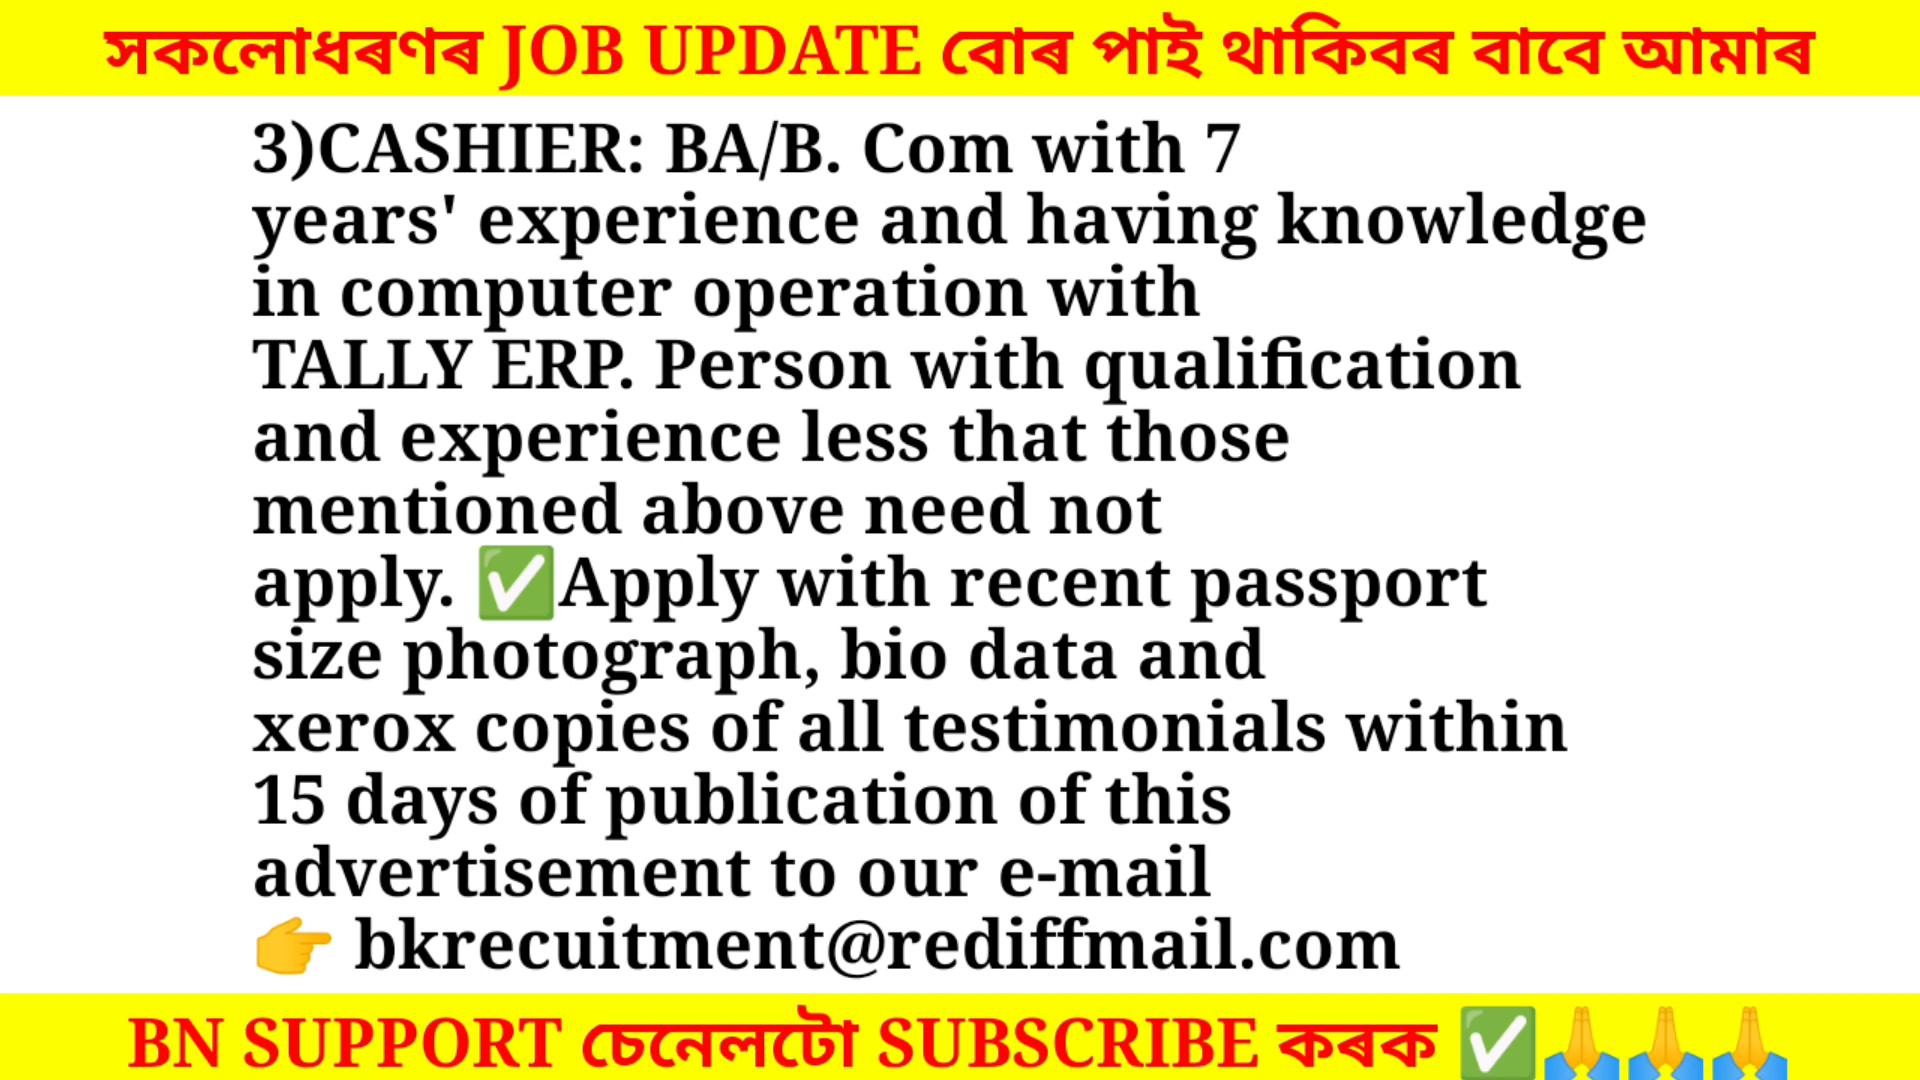 সকলোধৰণৰ JOB UPDATE বোৰ পাই থাকিবৰ বাবে আমাৰ
3)CASHIER: BA/B. Com with 7
years' experience and having knowledge
in computer operation with
TALLY ERP. Person with qualification
and experience less that those
mentioned above need not
apply. ✅Apply with recent passport
size photograph, bio data and
xerox copies of all testimonials within
15 days of publication of this
advertisement to our e-mail
👉 bkrecuitment@rediffmail.com
BN SUPPORT চেনেলটো SUBSCRIBE কৰক ✅🙏🙏🙏